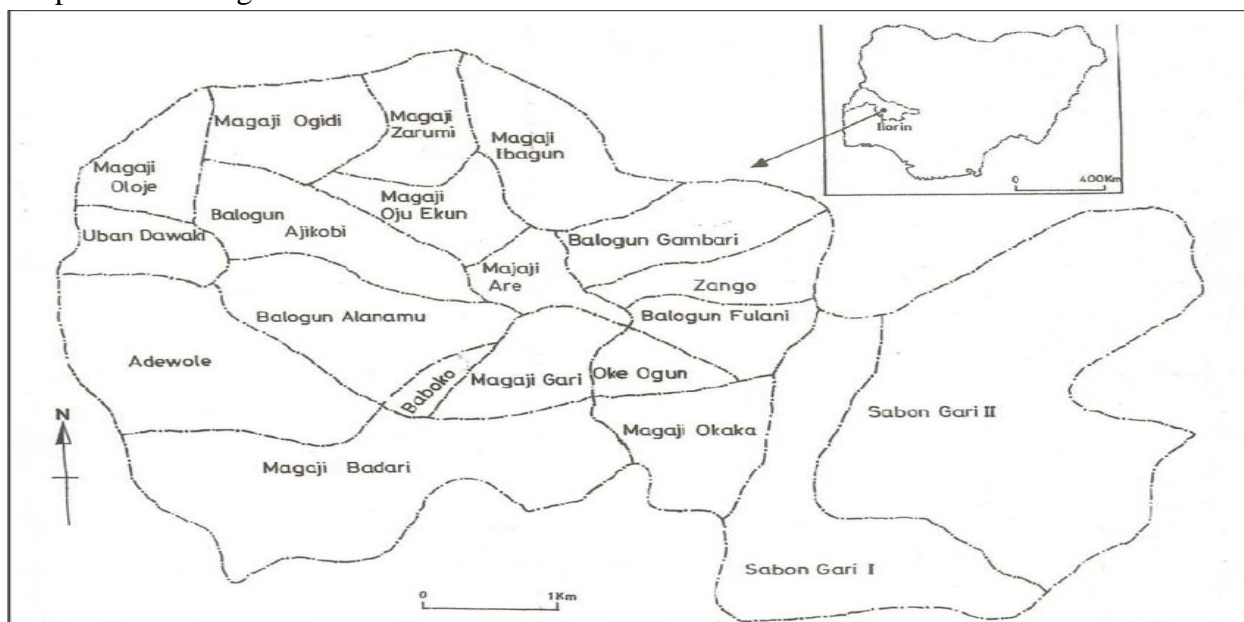 Magaji Ogidi
Magaji
Zarumi
Magaji
Ibagun
Magaji
Oloje
Magaji
Oju Ekun
Uban Dawaki
Balogun
Ajikobi
Balogun Gambari
Majaji
Are
Zango
Balogun Alanamu
Balogun Fulani
Adewole
Baboko
Magaji Gari
Oke Ogun
Sabon Gari II
Magaji Okaka
Magaji Badari
Sabon Gari I
N
0
1Km
Ilorin
0
400Km